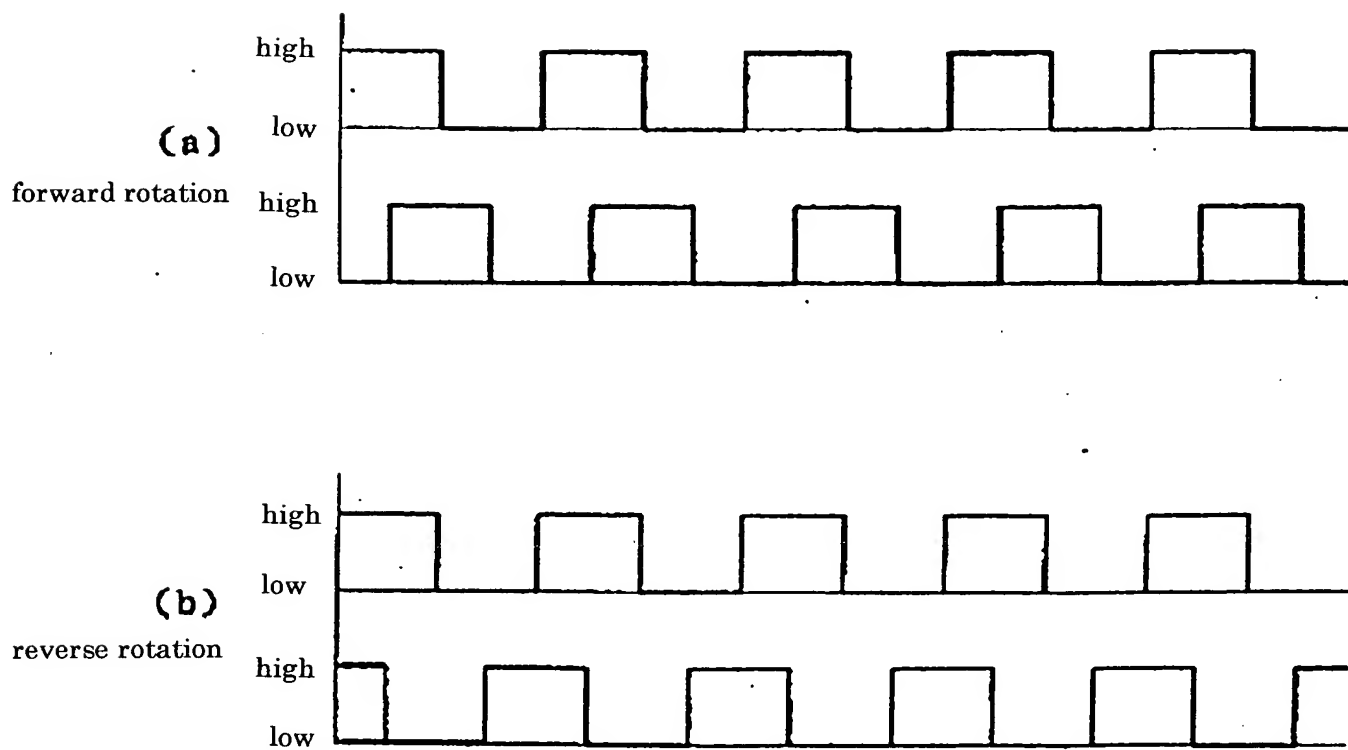 high
low
(a)
forward rotation
high
low
high
low
(b)
reverse rotation
high
low